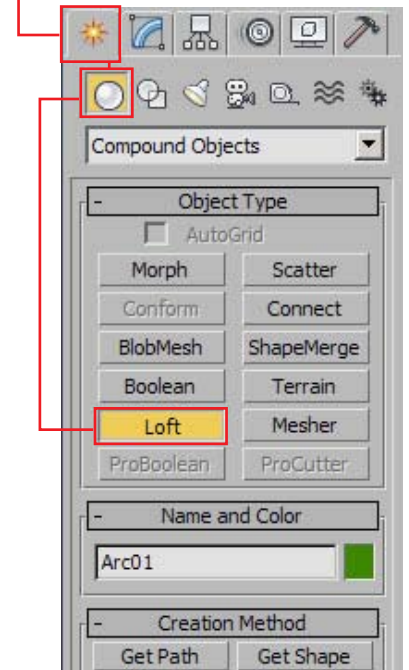 Compound Objects
- Object Type
AutoGrid
Morph Scatter
Conform Connect
BlobMesh ShapeMerge
Boolean Terrain
Loft Mesher
ProBoolean ProCutter
- Name and Color
Arc01
- Creation Method
Get Path Get Shape